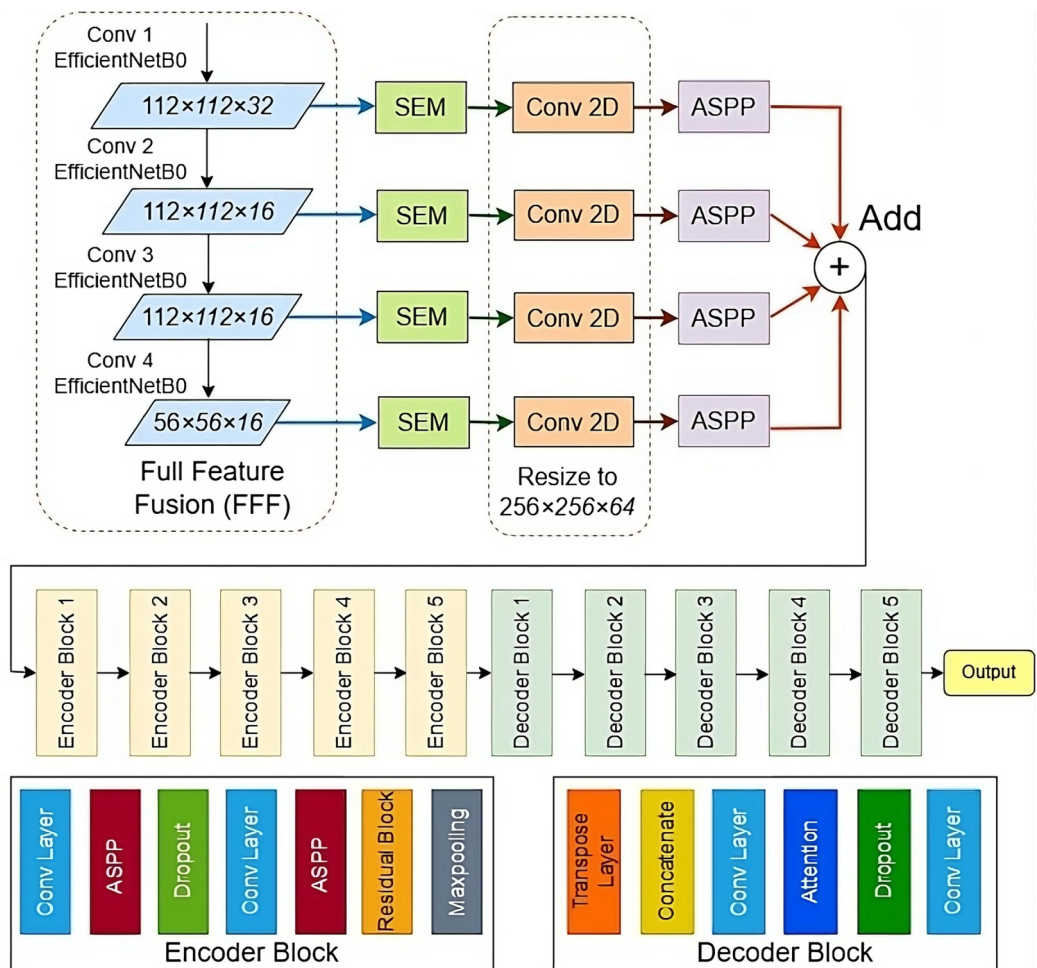 Conv 1
EfficientNetB0
112×112×32
SEM
Conv 2D
ASPP
Conv 2
EfficientNetB0
112×112×16
SEM
Conv 2D
ASPP
Add
+
Conv 3
EfficientNetB0
112×112×16
SEM
Conv 2D
ASPP
Conv 4
EfficientNetB0
56×56×16
SEM
Conv 2D
ASPP
Full Feature
Fusion (FFF)
Resize to
256×256×64
Encoder Block 1
Encoder Block 2
Encoder Block 3
Encoder Block 4
Encoder Block 5
Decoder Block 1
Decoder Block 2
Decoder Block 3
Decoder Block 4
Decoder Block 5
Output
Conv Layer
ASPP
Dropout
Conv Layer
ASPP
Residual Block
Maxpooling
Encoder Block
Transpose
Layer
Concatenate
Conv Layer
Attention
Dropout
Conv Layer
Decoder Block